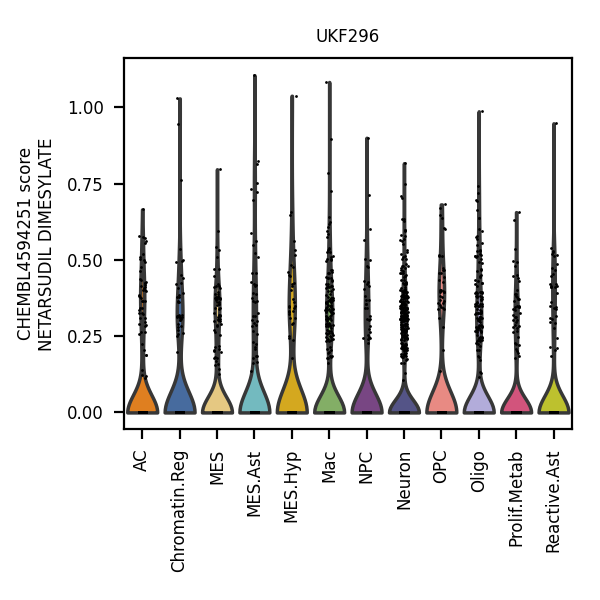 UKF296
CHEMBL4594251 score
NETARSUDIL DIMESYLATE
1.00
0.75
0.50
0.25
0.00
AC
Chromatin.Reg
MES
MES.Ast
MES.Hyp
Mac
NPC
Neuron
OPC
Oligo
Prolif.Metab
Reactive.Ast